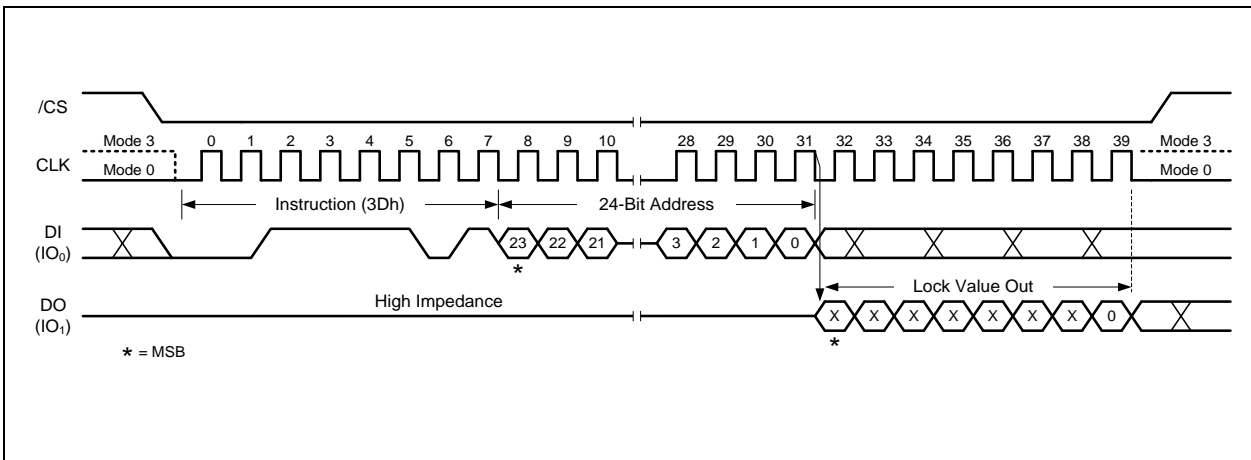 /CS
Mode 3 0 1 2 3 4 5 6 7 8 9 10 28 29 30 31 32 33 34 35 36 37 38 39 Mode 3
CLK Mode 0 Mode 0
Instruction (3Dh) 24-Bit Address
DI (IO₀) 23 22 21 3 2 1 0
*
High Impedance Lock Value Out
DO (IO₁) X X X X X X X 0
*
* = MSB